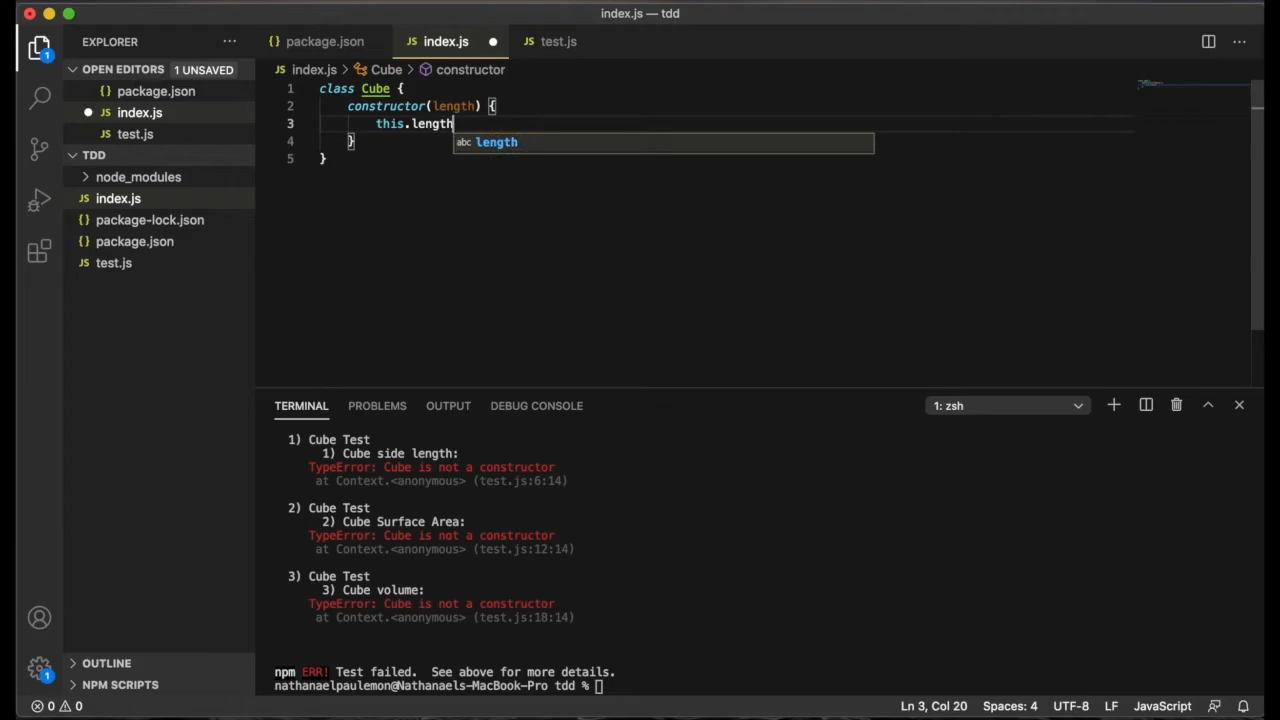 index.js — tdd
EXPLORER
package.json
index.js
test.js
OPEN EDITORS 1 UNSAVED
package.json
index.js
test.js
TDD
node_modules
index.js
package-lock.json
package.json
test.js
OUTLINE
NPM SCRIPTS
1
1
index.js > Cube > constructor
1 class Cube {
2 constructor(length) {
3 this.length
4 }
5 }
abc length
TERMINAL PROBLEMS OUTPUT DEBUG CONSOLE
1: zsh
1) Cube Test
1) Cube side length:
TypeError: Cube is not a constructor
at Context.<anonymous> (test.js:6:14)
2) Cube Test
2) Cube Surface Area:
TypeError: Cube is not a constructor
at Context.<anonymous> (test.js:12:14)
3) Cube Test
3) Cube volume:
TypeError: Cube is not a constructor
at Context.<anonymous> (test.js:18:14)
npm ERR! Test failed. See above for more details.
nathanaelpaulemon@Nathanaels-MacBook-Pro tdd %
0 0
Ln 3, Col 20 Spaces: 4 UTF-8 LF JavaScript